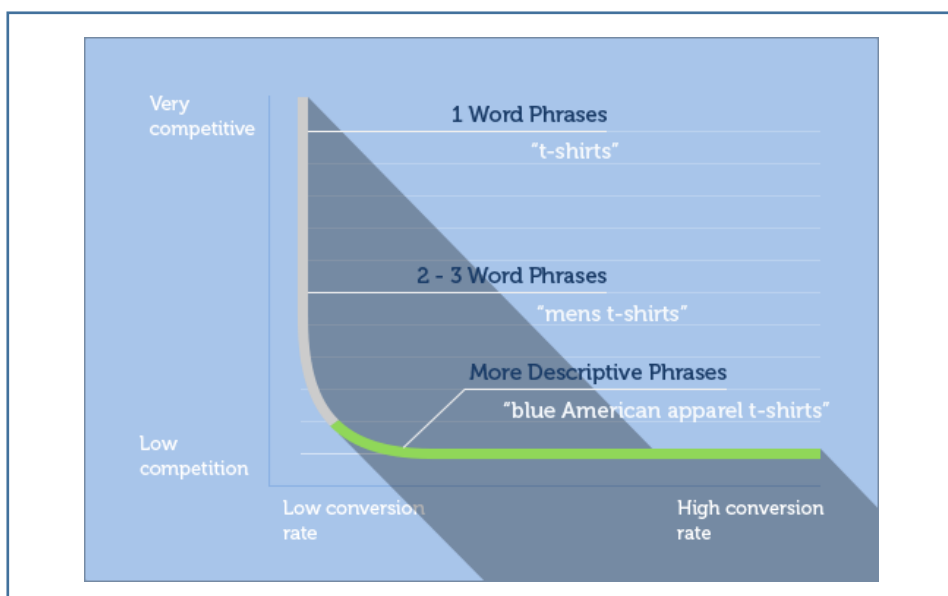 Very
competitive
1 Word Phrases
“t-shirts”
2 - 3 Word Phrases
“mens t-shirts”
More Descriptive Phrases
“blue American apparel t-shirts”
Low
competition
Low conversion
rate
High conversion
rate